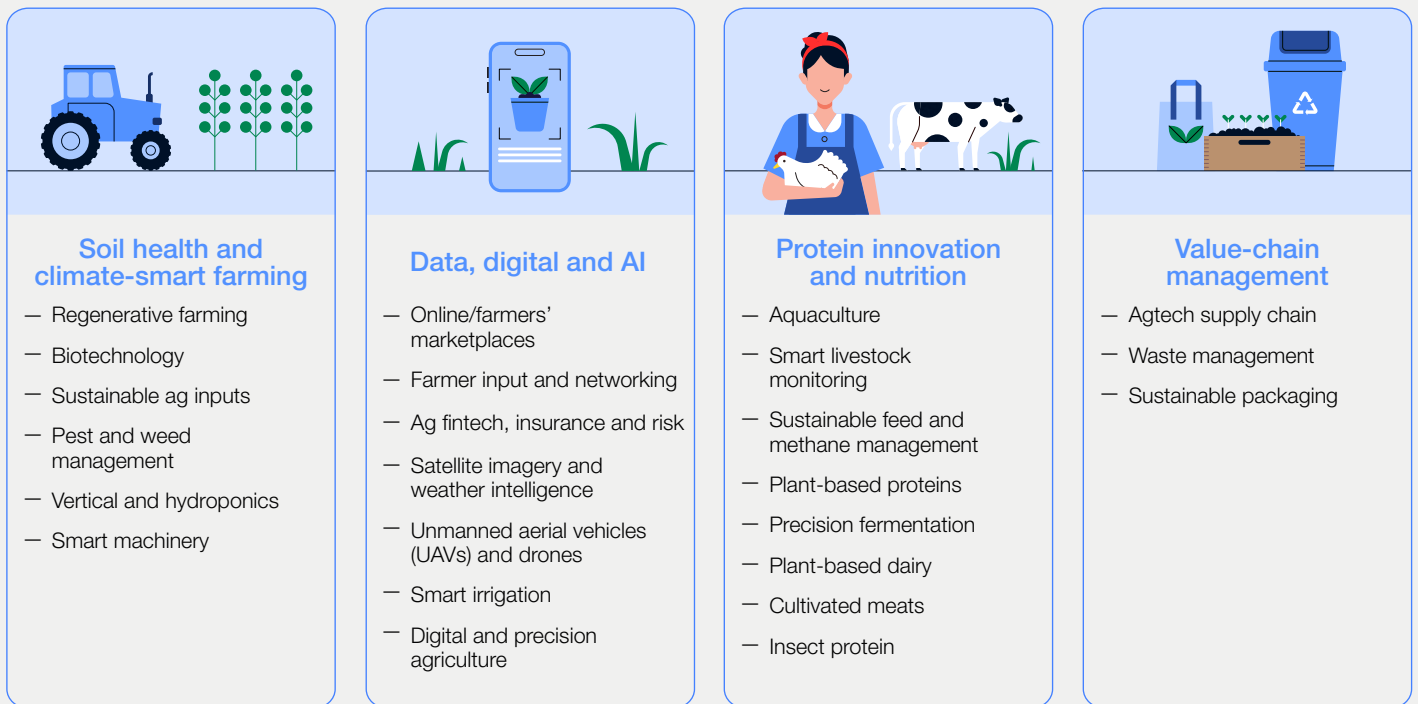 Soil health and
climate-smart farming
— Regenerative farming
— Biotechnology
— Sustainable ag inputs
— Pest and weed
management
— Vertical and hydroponics
— Smart machinery
Data, digital and AI
— Online/farmers’
marketplaces
— Farmer input and networking
— Ag fintech, insurance and risk
— Satellite imagery and
weather intelligence
— Unmanned aerial vehicles
(UAVs) and drones
— Smart irrigation
— Digital and precision
agriculture
Protein innovation
and nutrition
— Aquaculture
— Smart livestock
monitoring
— Sustainable feed and
methane management
— Plant-based proteins
— Precision fermentation
— Plant-based dairy
— Cultivated meats
— Insect protein
Value-chain
management
— Agtech supply chain
— Waste management
— Sustainable packaging